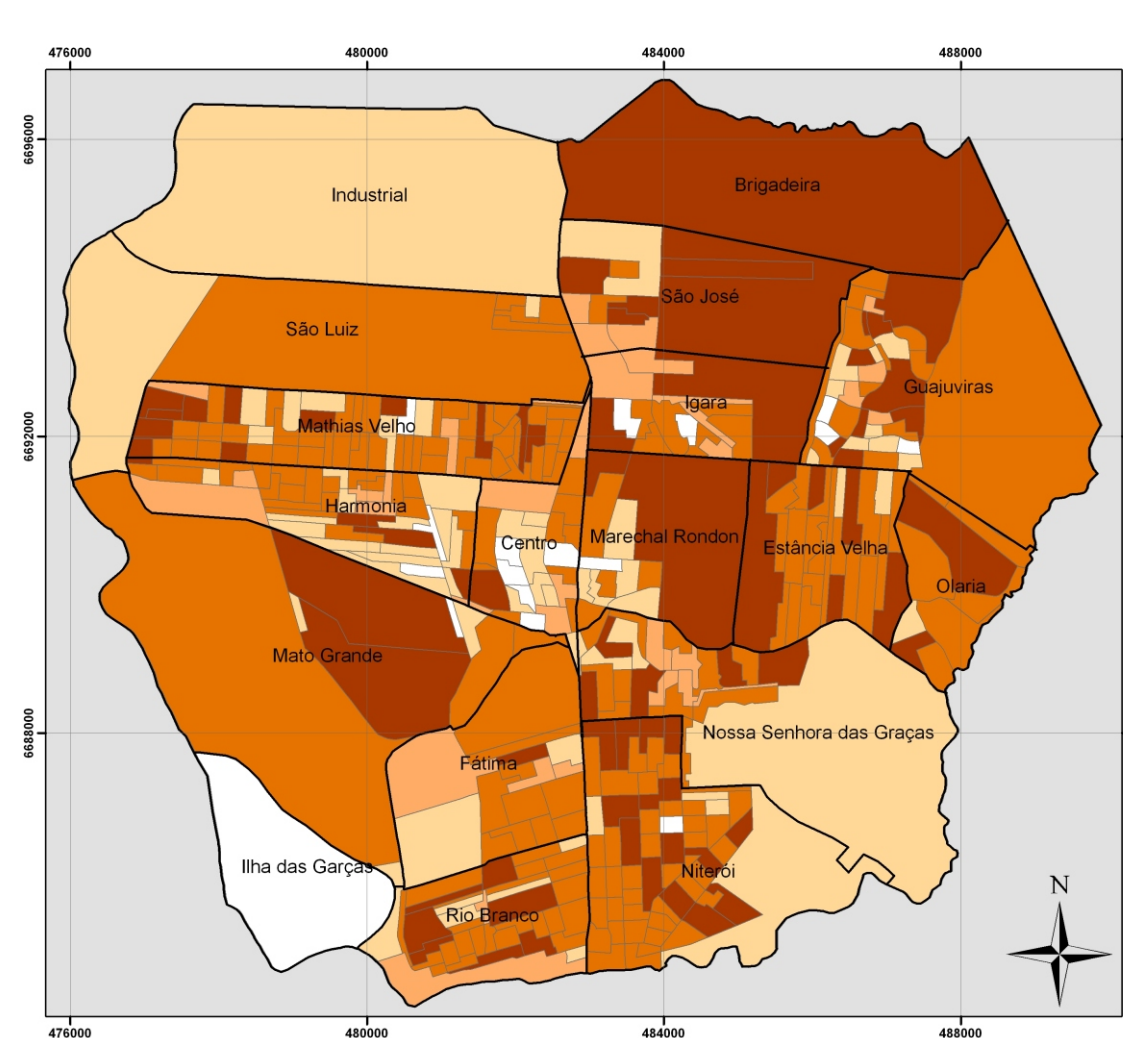 476000
480000
484000
488000
6696000
Industrial
Brigadeira
São José
São Luiz
Guajuviras
Igara
6692000
Mathias Velho
Harmonia
Centro
Marechal Rondon
Estância Velha
Olaria
Mato Grande
6688000
Nossa Senhora das Graças
Fátima
Ilha das Garças
Niterói
Rio Branco
N
476000
480000
484000
488000